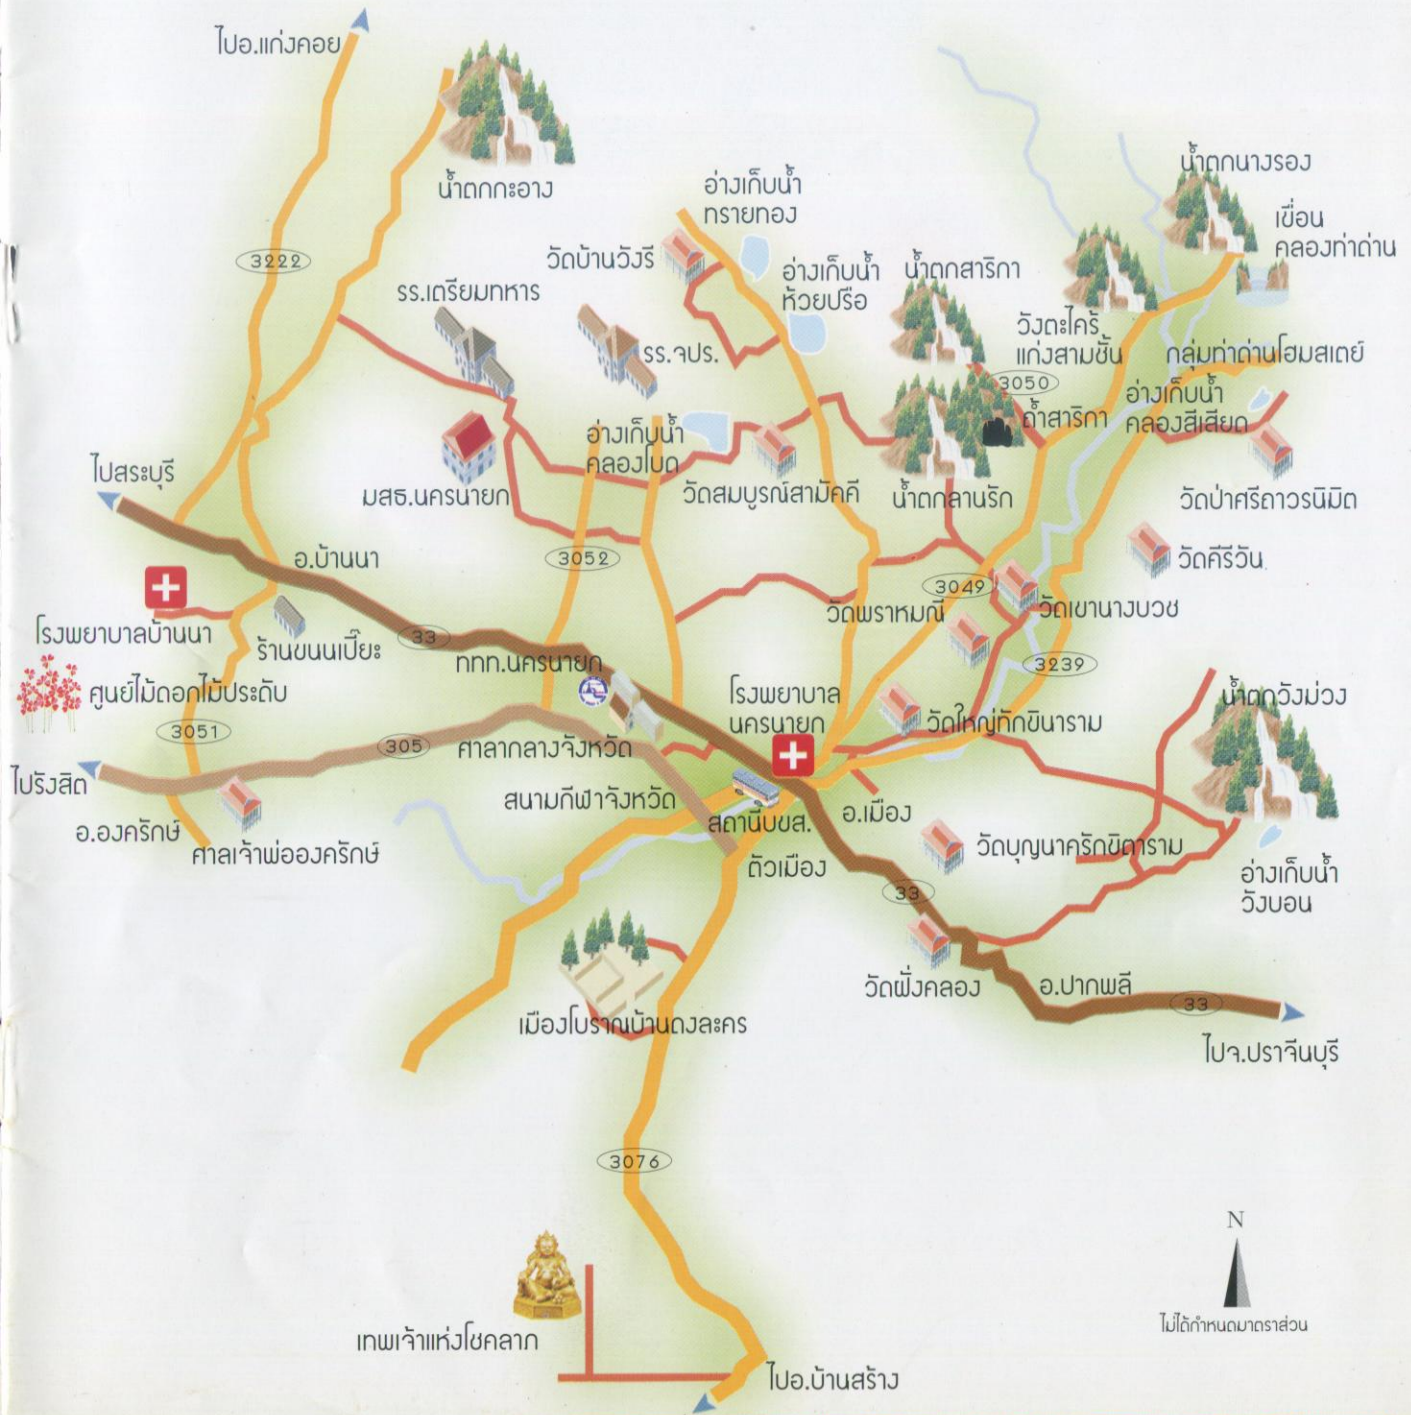 ไปอ.แก่งคอย
น้ำตกกะอาง
น้ำตกนางรอง
อ่างเก็บน้ำ
ทรายทอง
เขื่อน
คลองท่าด่าน
3222
วัดบ้านวังรี
อ่างเก็บน้ำ
ห้วยปรือ
น้ำตกสาริกา
รร.เตรียมทหาร
วังตะไคร้
แก่งสามชั้น
รร.จปร.
กลุ่มท่าด่านโฮมสเตย์
3050
อ่างเก็บน้ำ
คลองสีเสียด
ถ้ำสาริกา
อ่างเก็บน้ำ
คลองโบด
ไปสระบุรี
มสธ.นครนายก
วัดสมบูรณ์สามัคคี
น้ำตกลานรัก
วัดป่าศรีถาวรนิมิต
อ.บ้านนา
3052
วัดคีรีวัน
3049
วัดพราหมณี
วัดเขานางบวช
โรงพยาบาลบ้านนา
ร้านขนนเปี๊ยะ
33
ททท.นครนายก
3239
ศูนย์ไม้ดอกไม้ประดับ
โรงพยาบาล
นครนายก
น้ำตกวังม่วง
วัดใหญ่ทักขินาราม
3051
305
ศาลากลางจังหวัด
ไปรังสิต
สนามกีฬาจังหวัด
สถานีบขส.
อ.เมือง
อ.องครักษ์
ศาลเจ้าพ่อองครักษ์
วัดบุญนาครักขิตาราม
ตัวเมือง
อ่างเก็บน้ำ
วังบอน
33
วัดฝั่งคลอง
อ.ปากพลี
33
เมืองโบราณบ้านดงละคร
ไปจ.ปราจีนบุรี
3076
N
ไม่ได้กำหนดมาตราส่วน
เทพเจ้าแห่งโชคลาภ
ไปอ.บ้านสร้าง